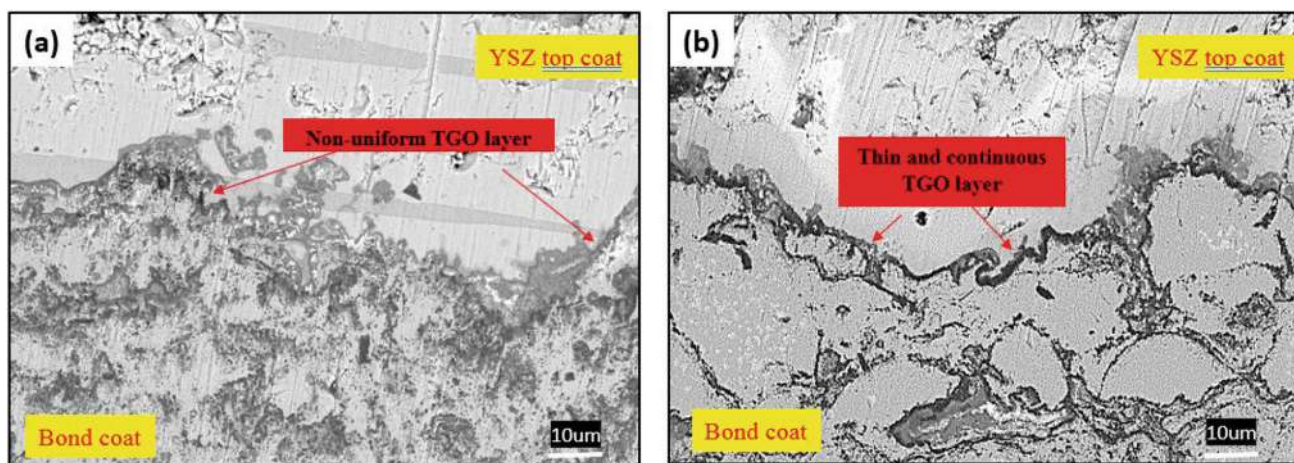 (a)
YSZ top coat
Non-uniform TGO layer
Bond coat
10um
(b)
YSZ top coat
Thin and continuous
TGO layer
Bond coat
10um